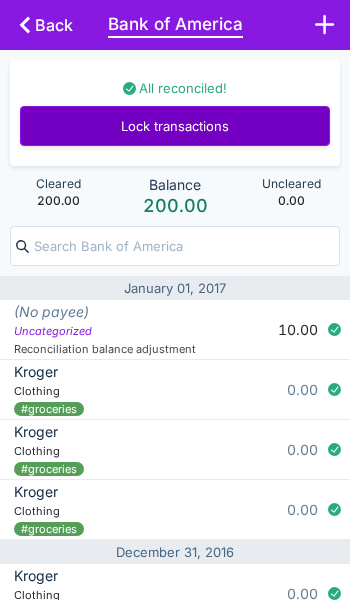 Back
Bank of America
All reconciled!
Lock transactions
Cleared
200.00
Balance
200.00
Uncleared
0.00
Search Bank of America
January 01, 2017
(No payee)
Uncategorized
Reconciliation balance adjustment
10.00
Kroger
Clothing
#groceries
0.00
Kroger
Clothing
#groceries
0.00
Kroger
Clothing
#groceries
0.00
December 31, 2016
Kroger
Clothing
0.00